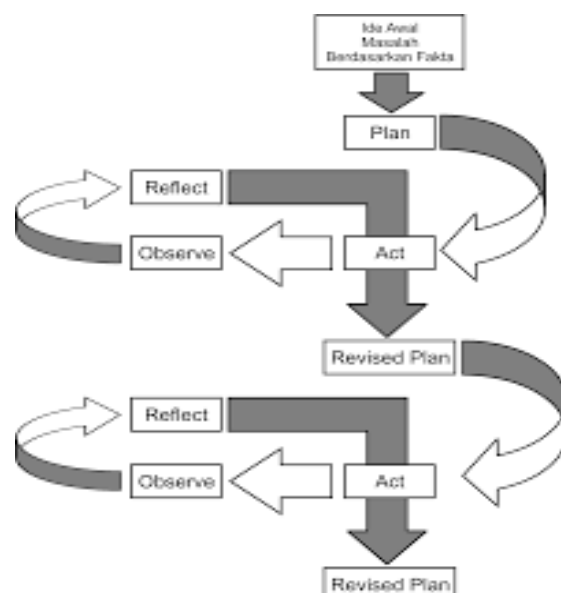 Ide Awal
Masalah
Berdasarkan Fakta
Plan
Reflect
Observe
Act
Revised Plan
Reflect
Observe
Act
Revised Plan